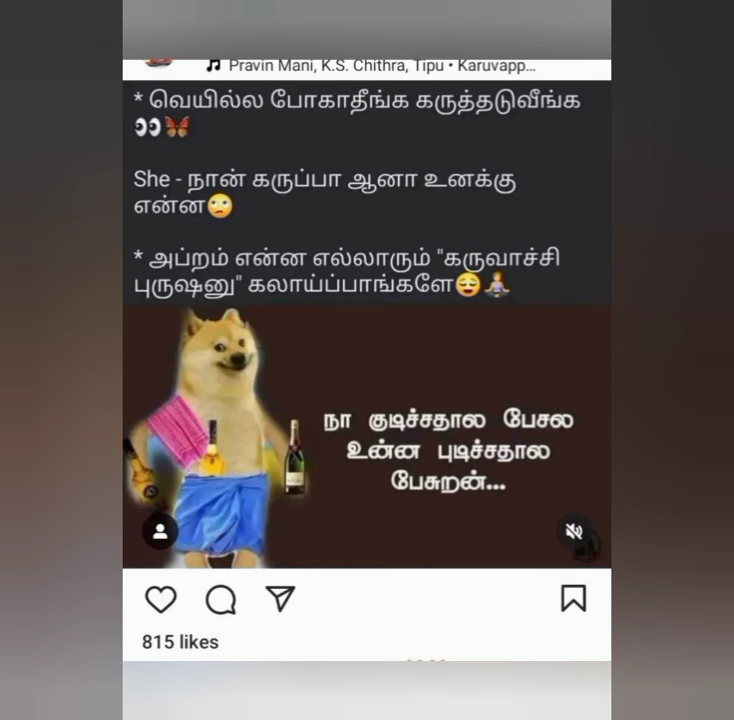 Pravin Mani, K.S. Chithra, Tipu • Karuvapp...
* வெயில்ல போகாதீங்க கருத்தடுவீங்க
👀🦋
She - நான் கருப்பா ஆனா உனக்கு
என்ன🙄
* அப்றம் என்ன எல்லாரும் "கருவாச்சி
புருஷனு" கலாய்ப்பாங்களே😌🧘‍♀️
நா குடிச்சதால பேசல
உன்ன புடிச்சதால
பேசுறன்...
815 likes